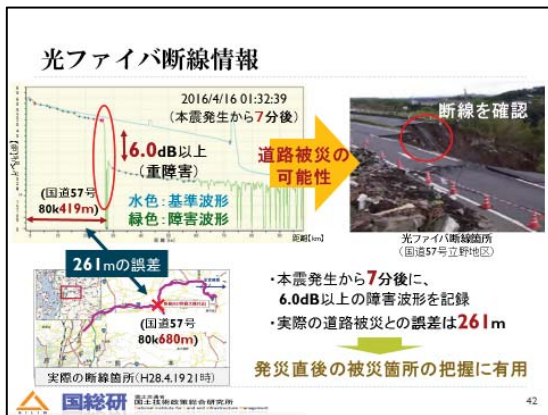 光ファイバ断線情報
2016/4/16 01:32:39
(本震発生から7分後)
6.0dB以上
(重障害)
(国道57号
80k419m)
水色:基準波形
緑色:障害波形
距離[km]
道路被災の
可能性
断線を確認
光ファイバ断線箇所
(国道57号立野地区)
261mの誤差
(国道57号
80k680m)
実際の断線箇所(H28.4.19 21時)
・本震発生から7分後に、
6.0dB以上の障害波形を記録
・実際の道路被災との誤差は261m
発災直後の被災箇所の把握に有用
国総研
国土交通省
国土技術政策総合研究所
National Institute for Land and Infrastructure Management
42